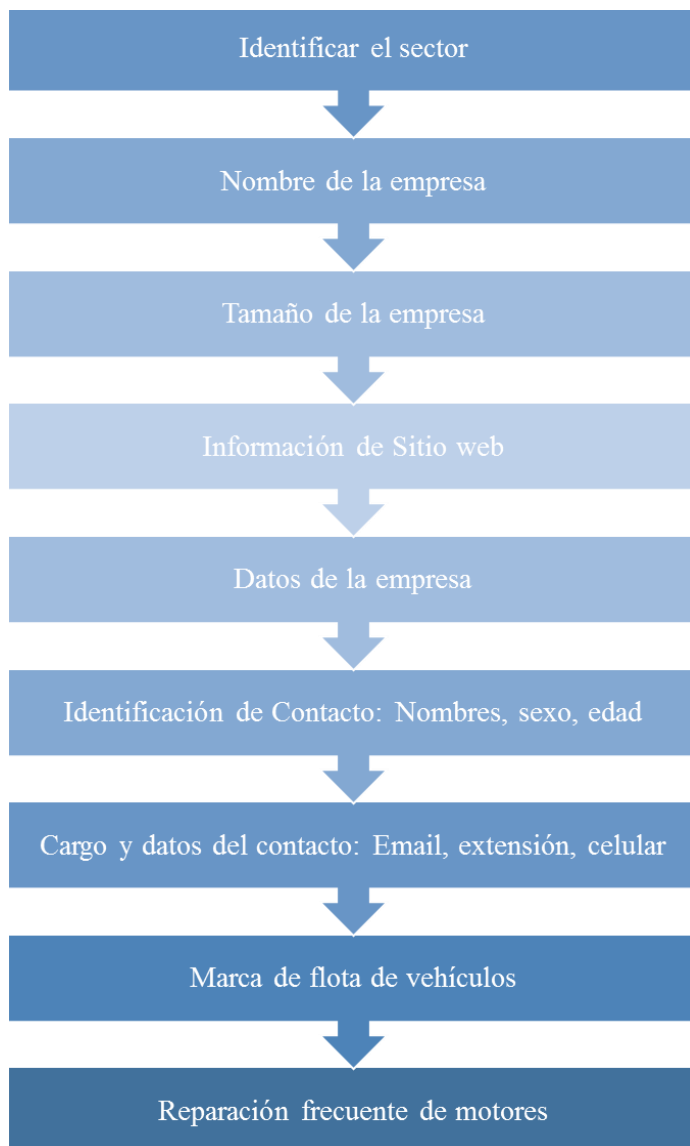 Identificar el sector
Nombre de la empresa
Tamaño de la empresa
Información de Sitio web
Datos de la empresa
Identificación de Contacto: Nombres, sexo, edad
Cargo y datos del contacto: Email, extensión, celular
Marca de flota de vehículos
Reparación frecuente de motores